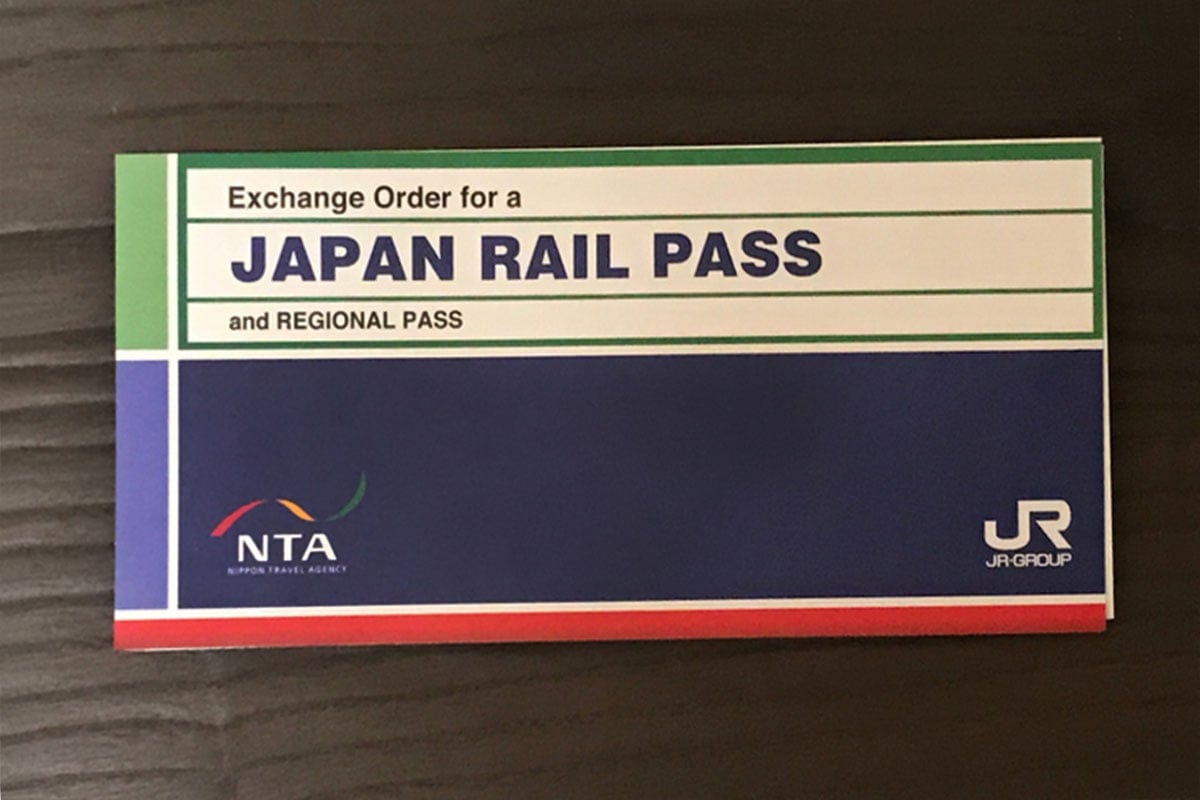 Exchange Order for a
JAPAN RAIL PASS
and REGIONAL PASS
NTA
NIPPON TRAVEL AGENCY
JR
JR-GROUP